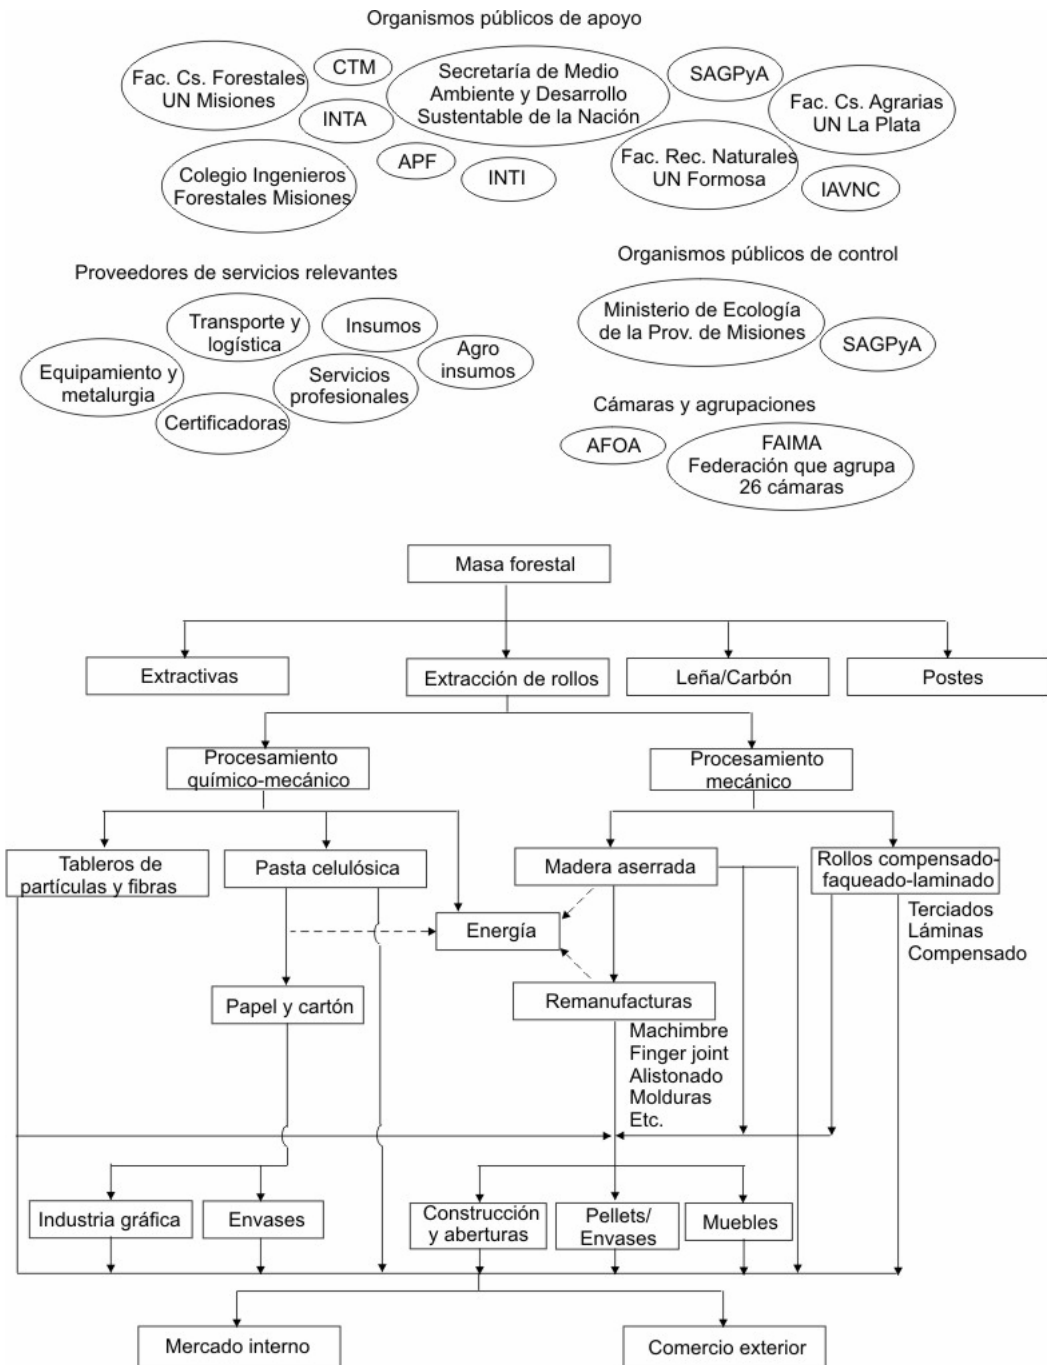 Organismos públicos de apoyo
Fac. Cs. Forestales
UN Misiones
CTM
Secretaría de Medio
Ambiente y Desarrollo
Sustentable de la Nación
SAGPyA
Fac. Cs. Agrarias
UN La Plata
INTA
APF
INTI
Fac. Rec. Naturales
UN Formosa
IAVNC
Colegio Ingenieros
Forestales Misiones
Proveedores de servicios relevantes
Transporte y
logística
Insumos
Agro
insumos
Equipamiento y
metalurgia
Servicios
profesionales
Certificadoras
Organismos públicos de control
Ministerio de Ecología
de la Prov. de Misiones
SAGPyA
Cámaras y agrupaciones
AFOA
FAIMA
Federación que agrupa
26 cámaras
Masa forestal
Extractivas
Extracción de rollos
Leña/Carbón
Postes
Procesamiento
químico-mecánico
Procesamiento
mecánico
Tableros de
partículas y fibras
Pasta celulósica
Madera aserrada
Rollos compensado-
faqueado-laminado
Terciados
Láminas
Compensado
Energía
Papel y cartón
Remanufacturas
Machimbre
Finger joint
Alistonado
Molduras
Etc.
Industria gráfica
Envases
Construcción
y aberturas
Pellets/
Envases
Muebles
Mercado interno
Comercio exterior